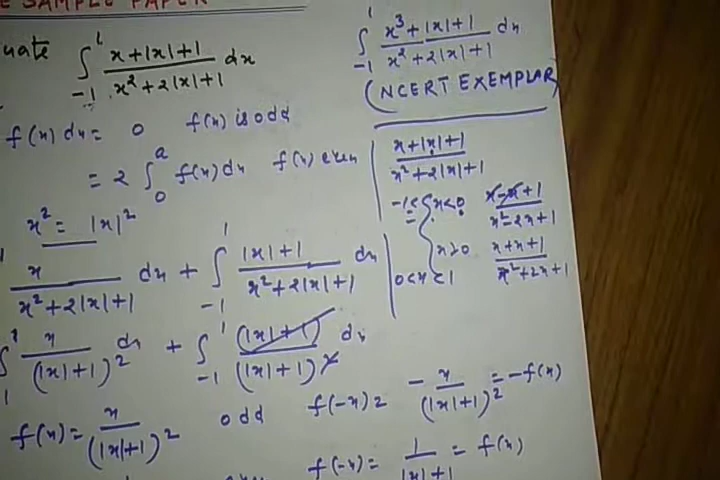 E SAMPLE PAPER
uate ∫_{-1}^{1} (x+|x|+1)/(x²+2|x|+1) dx
∫_{-1}^{1} (x³+|x|+1)/(x²+2|x|+1) dx
(NCERT EXEMPLAR)
f(x) dx = 0 f(x) is odd
= 2 ∫_{0}^{a} f(x) dx f(x) even
x² = |x|²
x/(x²+2|x|+1) dx + ∫_{-1}^{1} (|x|+1)/(x²+2|x|+1) dx
∫ x/(|x|+1)² dx + ∫_{-1}^{1} (|x|+1)/(|x|+1)² dx
f(x) = x/(|x|+1)² odd f(-x) = -x/(|x|+1)² = -f(x)
f(-x) = 1/(|x|+1) = f(x)
(x+|x|+1)/(x²+2|x|+1)
-1≤ x<0 (x-x+1)/(x²-2x+1)
x>0 (x+x+1)/(x²+2x+1)
0<x<1